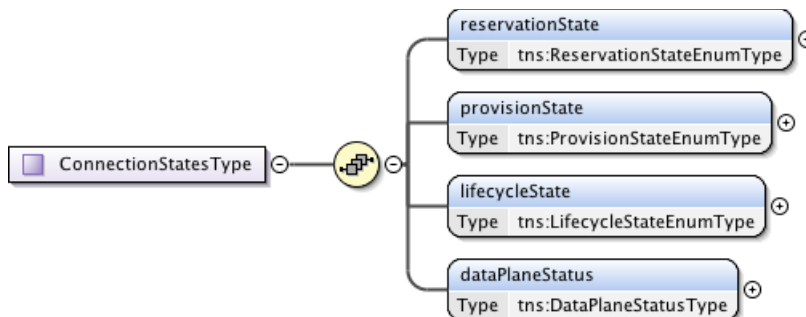 reservationState
Type tns:ReservationStateEnumType
provisionState
Type tns:ProvisionStateEnumType
ConnectionStatesType
lifecycleState
Type tns:LifecycleStateEnumType
dataPlaneStatus
Type tns:DataPlaneStatusType